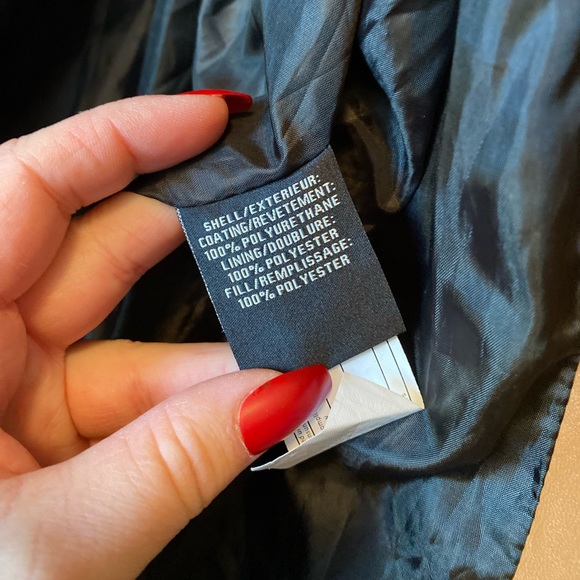 SHELL/EXTERIEUR:
COATING/REVETEMENT:
100% POLYURETHANE
LINING/DOUBLURE:
100% POLYESTER
FILL/REMPLISSAGE:
100% POLYESTER